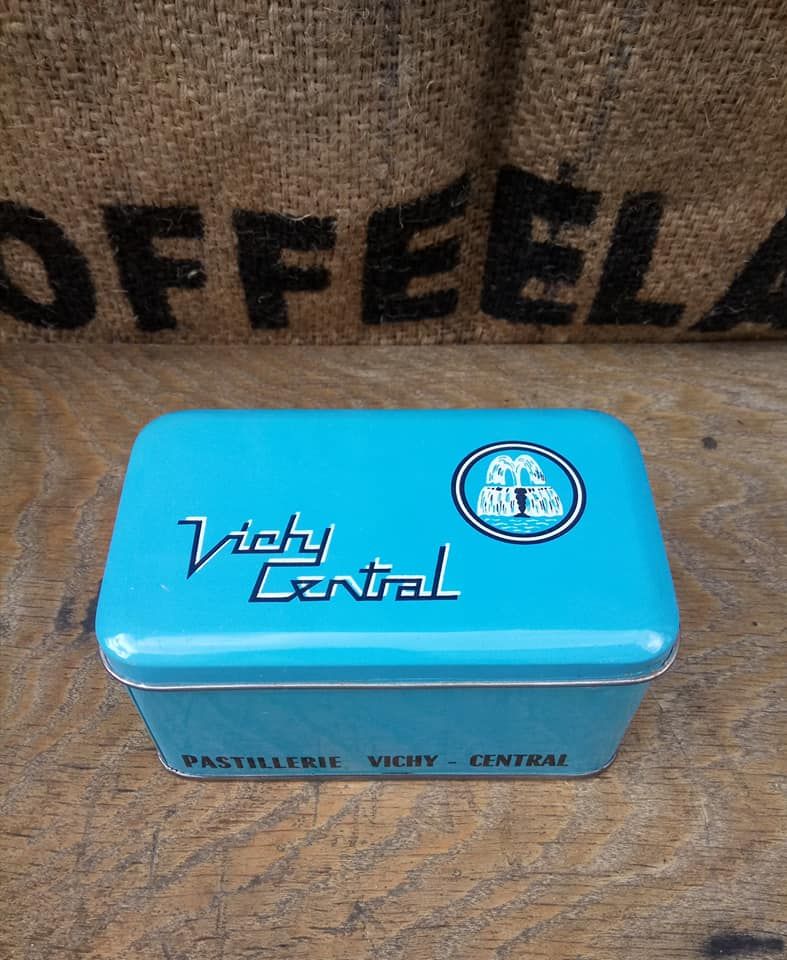 OFFEELA
Vichy
Central
PASTILLERIE VICHY - CENTRAL